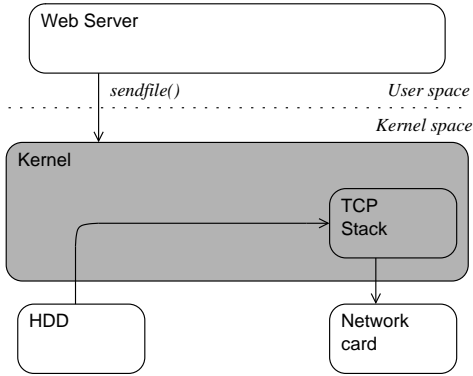 Web Server
sendfile()
User space
Kernel space
Kernel
TCP
Stack
HDD
Network
card